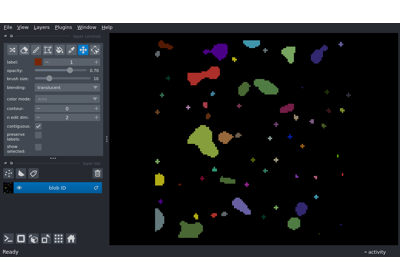 File View Layers Plugins Window Help
layer controls
label: 1
opacity: 0.70
brush size: 10
blending: translucent
color mode: auto
contour: 0
n edit dim: 2
contiguous:
preserve labels:
show selected:
layer list
blob ID
Ready
activity